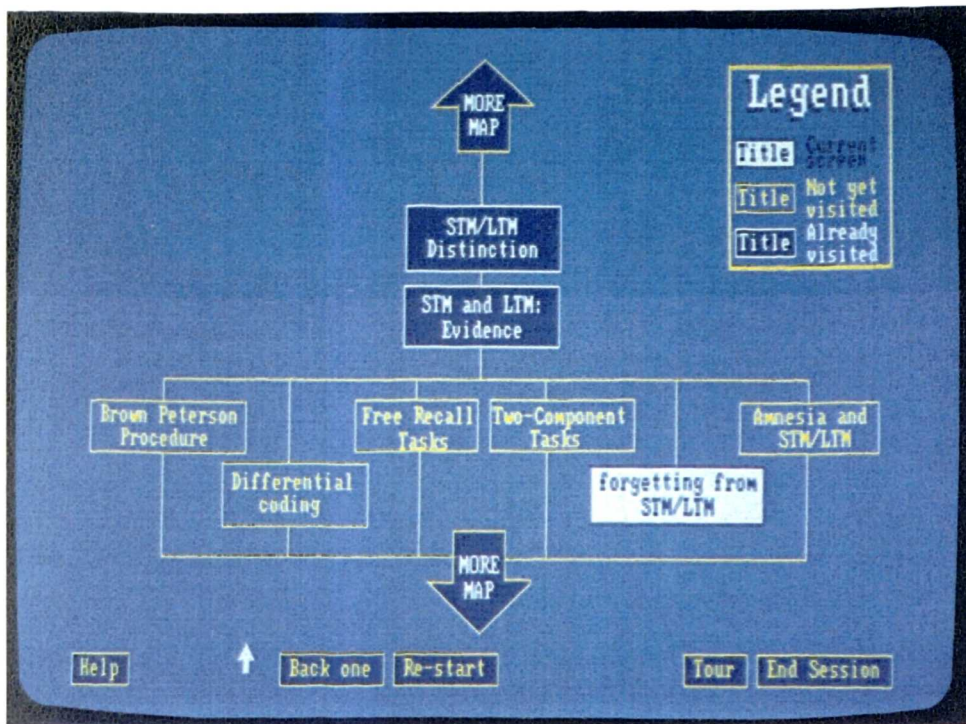 MORE
MAP
Legend
Title Current
screen
Title Not yet
visited
Title Already
visited
STM/LTM
Distinction
STM and LTM:
Evidence
Brown Peterson
Procedure
Free Recall
Tasks
Two-Component
Tasks
Amnesia and
STM/LTM
Differential
coding
forgetting from
STM/LTM
MORE
MAP
Help
Back one
Re-start
Tour
End Session